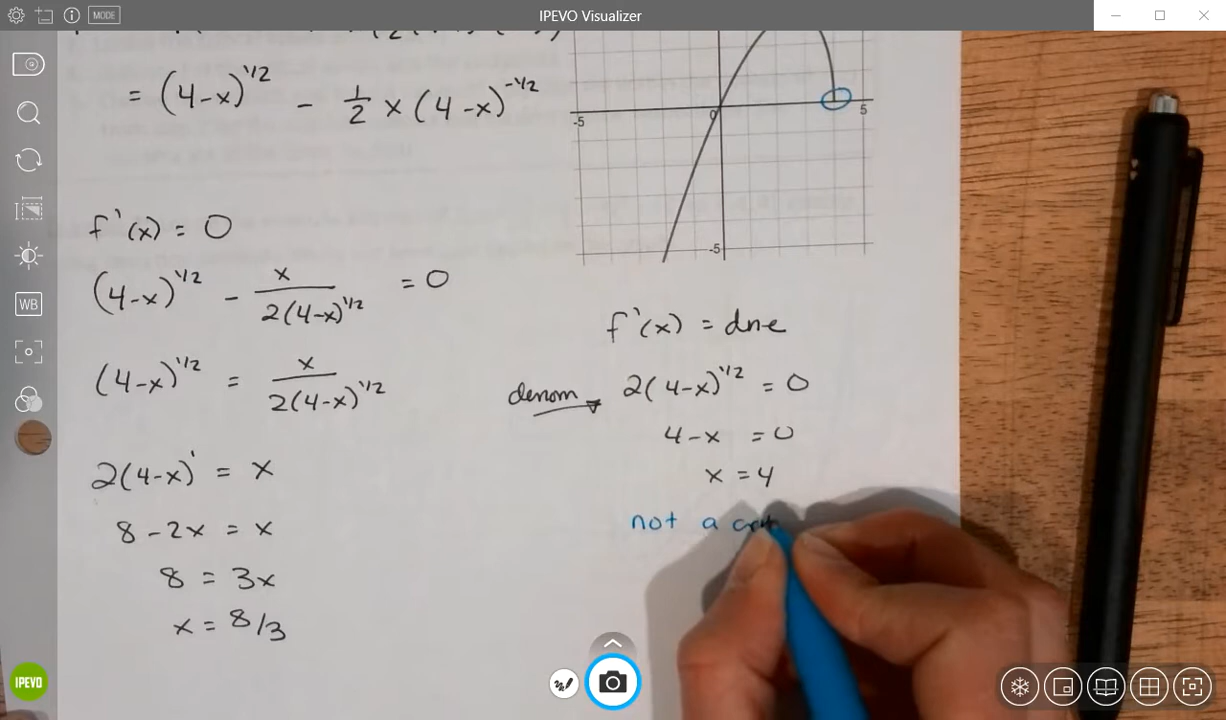 IPEVO Visualizer
MODE
= (4-x)^1/2 - 1/2 x (4-x)^-1/2
f'(x) = 0
(4-x)^1/2 - x / 2(4-x)^1/2 = 0
(4-x)^1/2 = x / 2(4-x)^1/2
2(4-x)' = x
8 - 2x = x
8 = 3x
x = 8/3
-5
0
5
-5
f'(x) = dne
denom → 2(4-x)^1/2 = 0
4-x = 0
x = 4
not a
WB
IPEVO